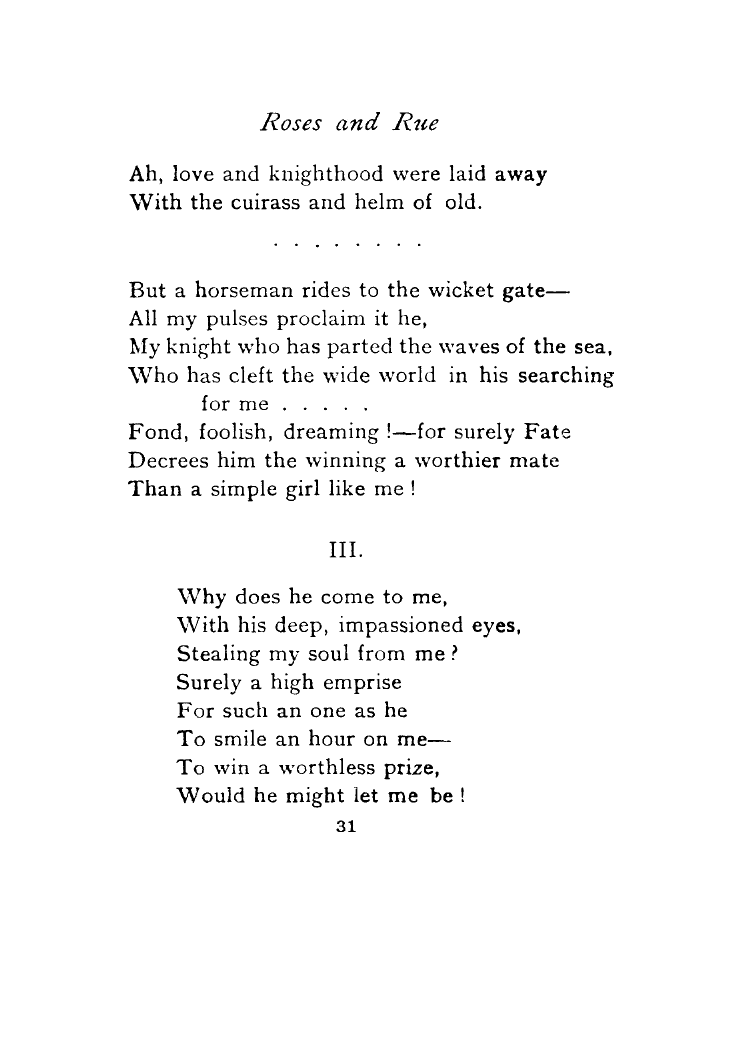 Roses and Rue
Ah, love and knighthood were laid away
With the cuirass and helm of old.
. . . . . . . .
But a horseman rides to the wicket gate—
All my pulses proclaim it he,
My knight who has parted the waves of the sea,
Who has cleft the wide world in his searching
for me . . . . .
Fond, foolish, dreaming !—for surely Fate
Decrees him the winning a worthier mate
Than a simple girl like me !
III.
Why does he come to me,
With his deep, impassioned eyes,
Stealing my soul from me ?
Surely a high emprise
For such an one as he
To smile an hour on me—
To win a worthless prize,
Would he might let me be !
31